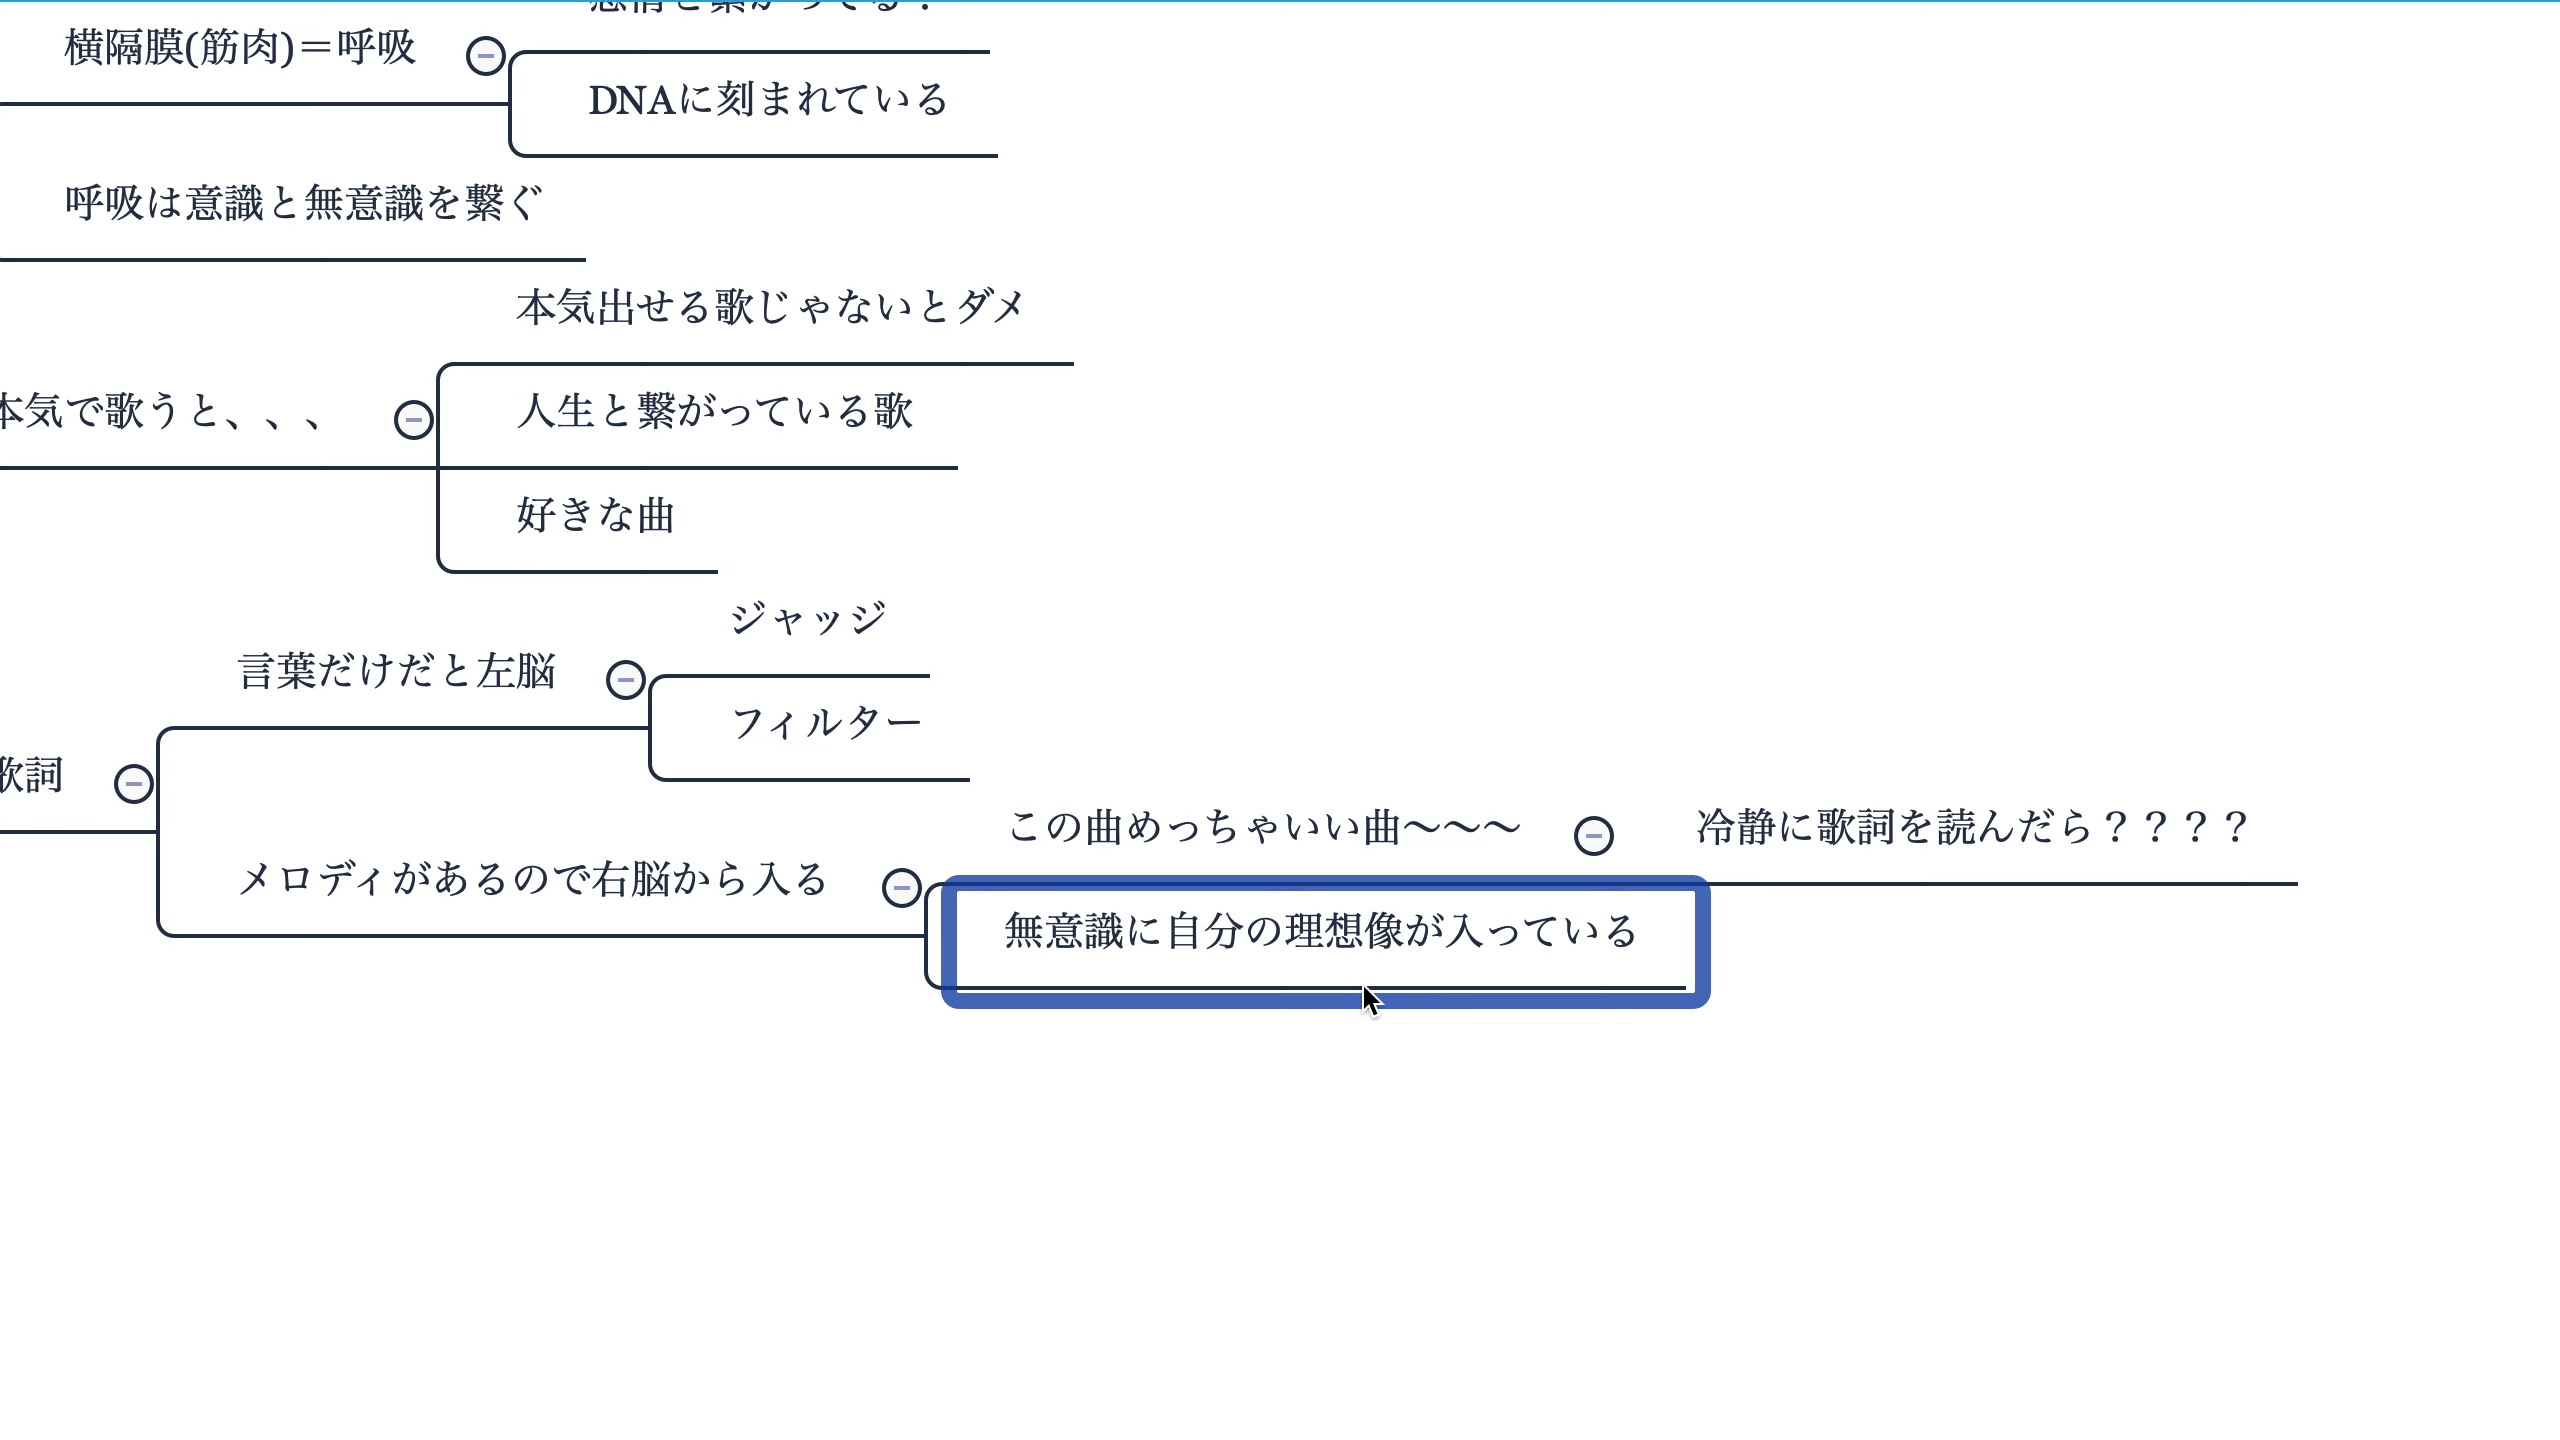 横隔膜(筋肉)＝呼吸
DNAに刻まれている
呼吸は意識と無意識を繋ぐ
本気出せる歌じゃないとダメ
本気で歌うと、、、
人生と繋がっている歌
好きな曲
ジャッジ
言葉だけだと左脳
フィルター
歌詞
この曲めっちゃいい曲〜〜〜
冷静に歌詞を読んだら？？？？
メロディがあるので右脳から入る
無意識に自分の理想像が入っている